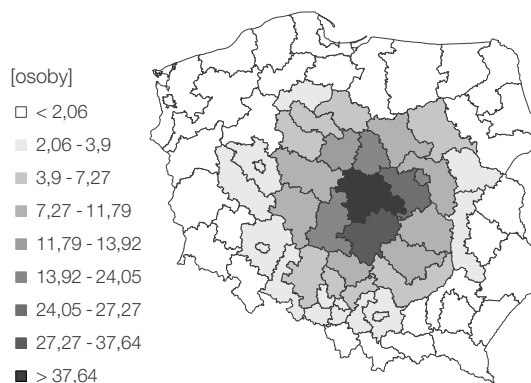 [osoby]
< 2,06
2,06 - 3,9
3,9 - 7,27
7,27 - 11,79
11,79 - 13,92
13,92 - 24,05
24,05 - 27,27
27,27 - 37,64
> 37,64